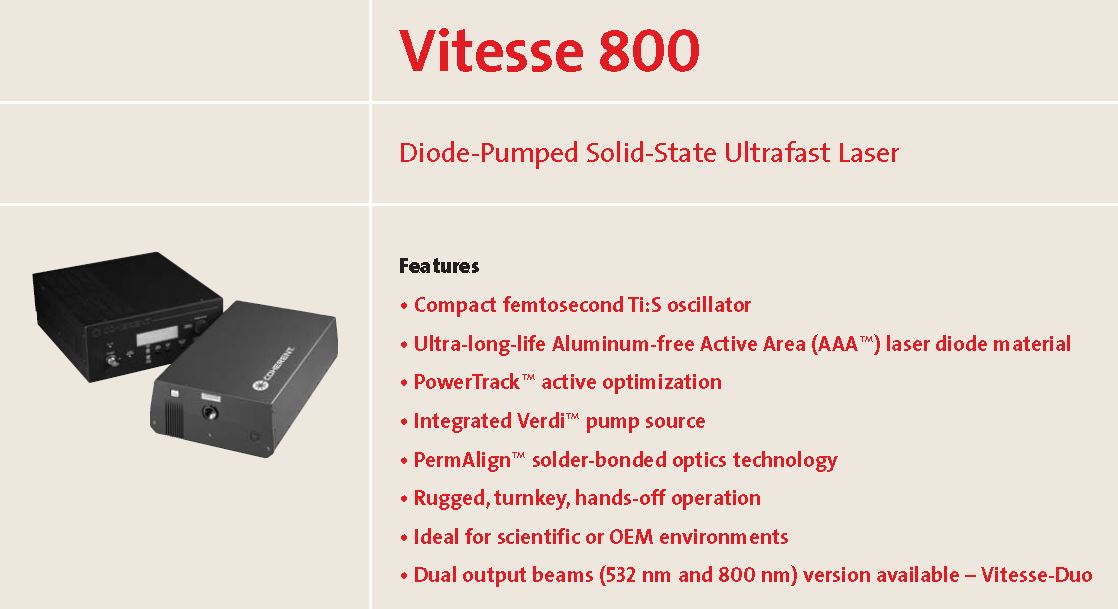 Vitesse 800
Diode-Pumped Solid-State Ultrafast Laser
COHERENT
COHERENT.
Features
• Compact femtosecond Ti:S oscillator
• Ultra-long-life Aluminum-free Active Area (AAA™) laser diode material
• PowerTrack™ active optimization
• Integrated Verdi™ pump source
• PermAlign™ solder-bonded optics technology
• Rugged, turnkey, hands-off operation
• Ideal for scientific or OEM environments
• Dual output beams (532 nm and 800 nm) version available – Vitesse-Duo